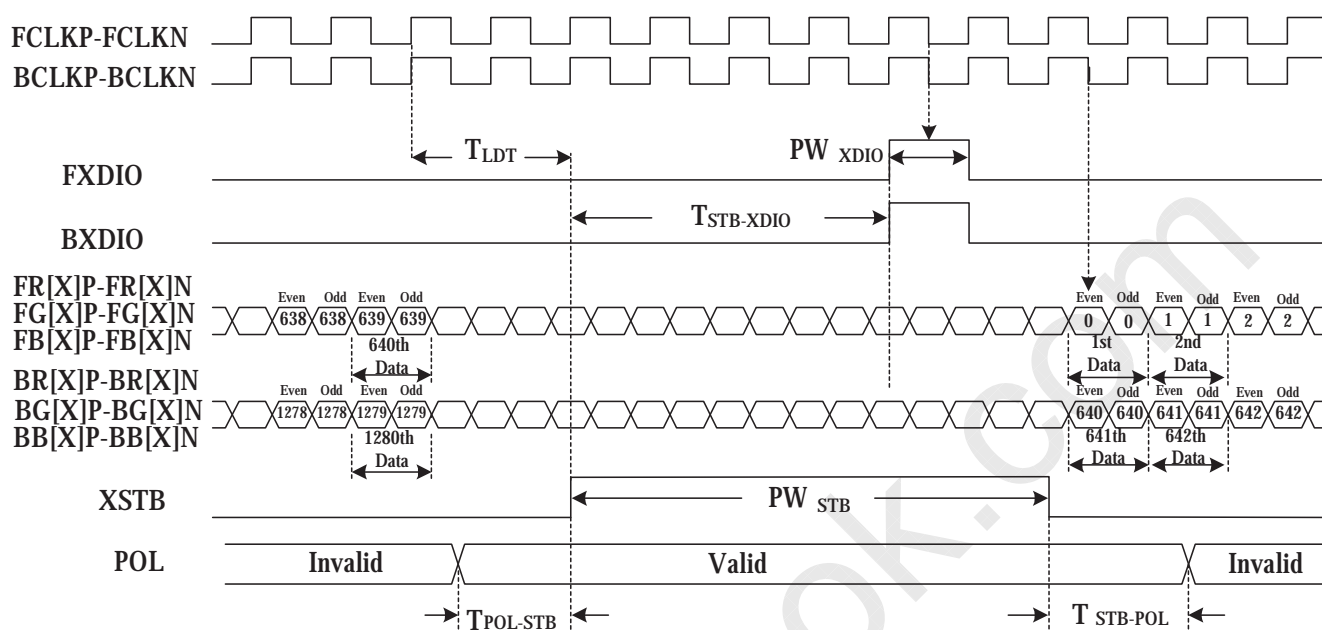 FCLKP-FCLKN
BCLKP-BCLKN
TLDT
PW XDIO
FXDIO
TSTB-XDIO
BXDIO
FR[X]P-FR[X]N
FG[X]P-FG[X]N
FB[X]P-FB[X]N
Even Odd Even Odd
638 638 639 639
640th
Data
Even Odd Even Odd Even Odd
0 0 1 1 2 2
1st 2nd
Data Data
BR[X]P-BR[X]N
BG[X]P-BG[X]N
BB[X]P-BB[X]N
Even Odd Even Odd
1278 1278 1279 1279
1280th
Data
Even Odd Even Odd Even Odd
640 640 641 641 642 642
641th 642th
Data Data
XSTB
PW STB
POL
Invalid
Valid
Invalid
TPOL-STB
T STB-POL
ok.com